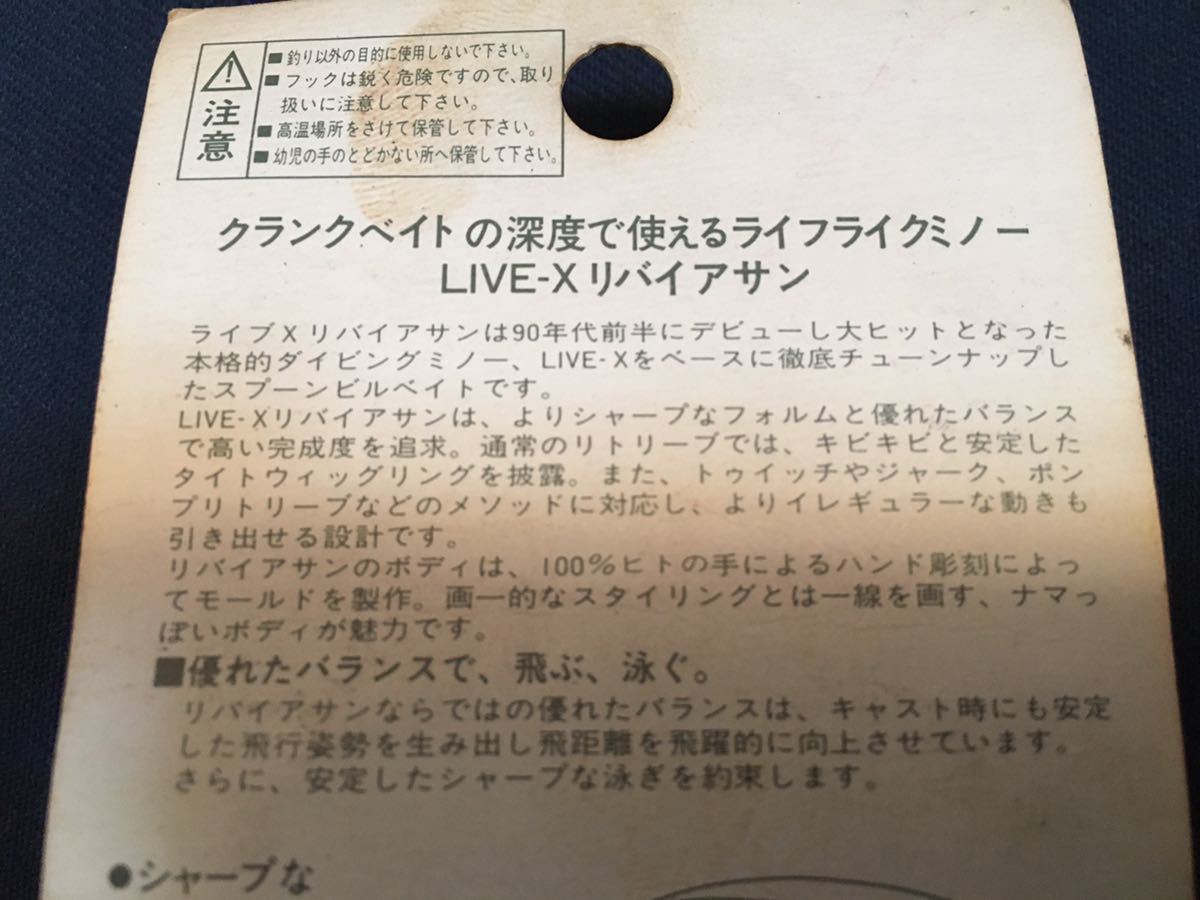 注意
■釣り以外の目的に使用しないで下さい。
■フックは鋭く危険ですので、取り
扱いに注意して下さい。
■高温場所をさけて保管して下さい。
■幼児の手のとどかない所へ保管して下さい。
クランクベイトの深度で使えるライフライクミノー
LIVE-Xリバイアサン
ライブXリバイアサンは90年代前半にデビューし大ヒットとなった
本格的ダイビングミノー、LIVE-Xをベースに徹底チューンナップし
たスプーンビルベイトです。
LIVE-Xリバイアサンは、よりシャープなフォルムと優れたバランス
で高い完成度を追求。通常のリトリーブでは、キビキビと安定した
タイトウィッグリングを披露。また、トゥイッチやジャーク、ポン
プリトリーブなどのメソッドに対応し、よりイレギュラーな動きも
引き出せる設計です。
リバイアサンのボディは、100%ヒトの手によるハンド彫刻によっ
てモールドを製作。画一的なスタイリングとは一線を画す、ナマっ
ぽいボディが魅力です。
■優れたバランスで、飛ぶ、泳ぐ。
リバイアサンならではの優れたバランスは、キャスト時にも安定
した飛行姿勢を生み出し飛距離を飛躍的に向上させています。
さらに、安定したシャープな泳ぎを約束します。
●シャープな